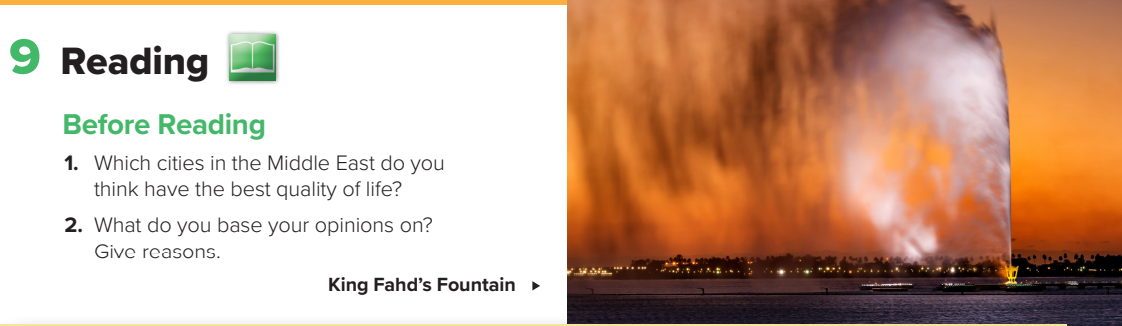 9 Reading
Before Reading
1. Which cities in the Middle East do you
think have the best quality of life?
2. What do you base your opinions on?
Give reasons.
King Fahd's Fountain ►